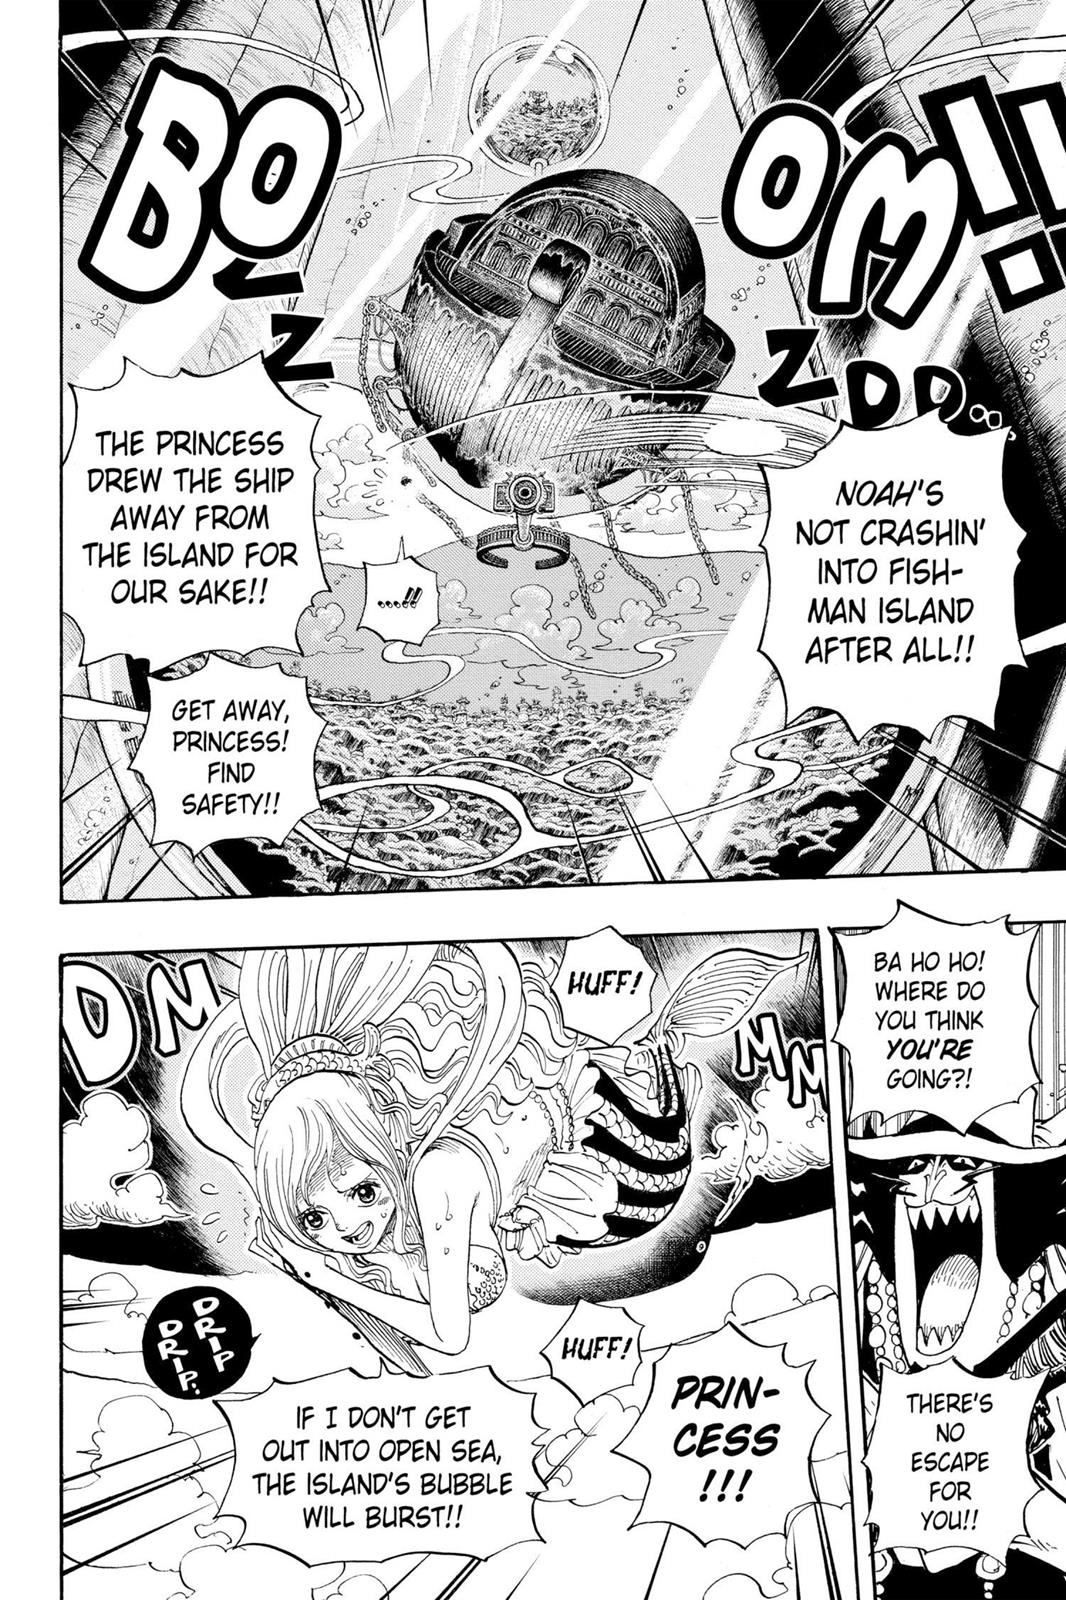 BO
OM!!
Z
Z
ZDD...
NOAH'S
NOT CRASHIN'
INTO FISH-
MAN ISLAND
AFTER ALL!!
THE PRINCESS
DREW THE SHIP
AWAY FROM
THE ISLAND FOR
OUR SAKE!!
....!!
GET AWAY,
PRINCESS!
FIND
SAFETY!!
BA HO HO!
WHERE DO
YOU THINK
YOU'RE
GOING?!
THERE'S
NO
ESCAPE
FOR
YOU!!
DM
MM
HUFF!
HUFF!
PRIN-
CESS
!!!
DRIP
DRIP.
IF I DON'T GET
OUT INTO OPEN SEA,
THE ISLAND'S BUBBLE
WILL BURST!!